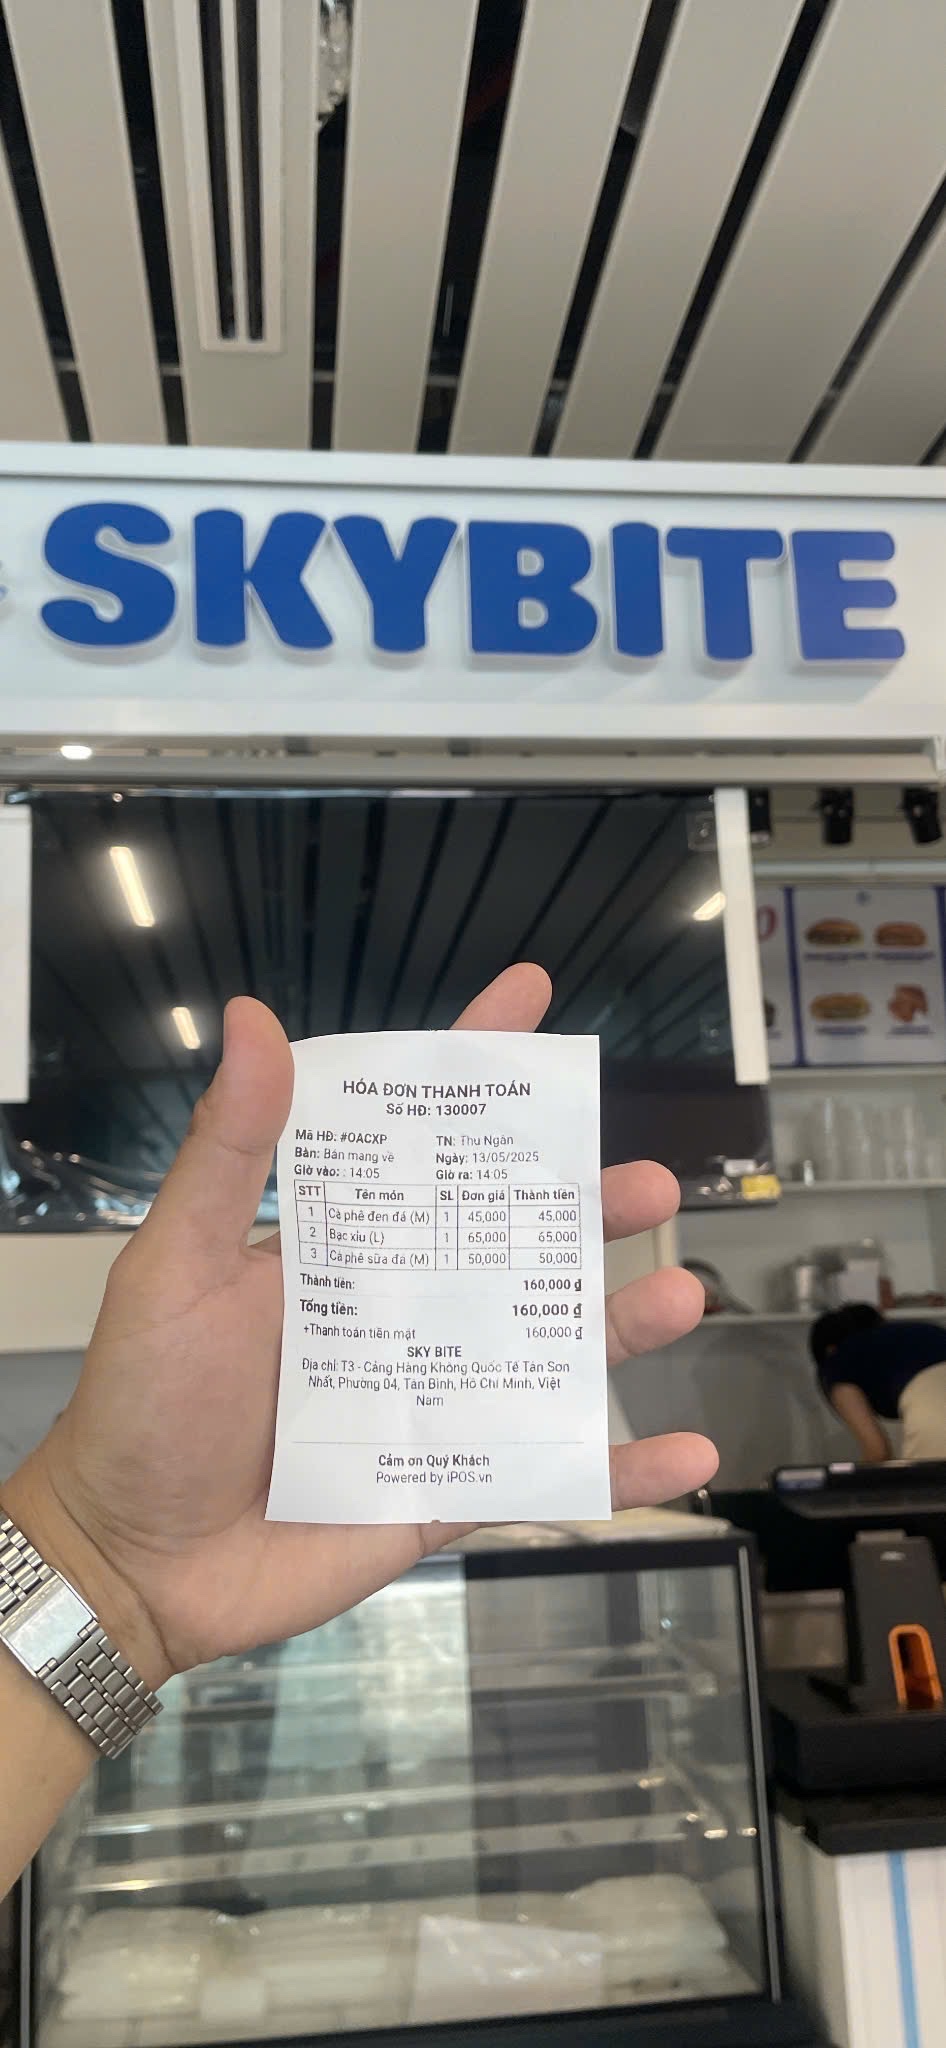 SKYBITE
HÓA ĐƠN THANH TOÁN
Số HĐ: 130007
Mã HĐ: #OACXP TN: Thu Ngân
Bàn: Bán mang về Ngày: 13/05/2025
Giờ vào: : 14:05 Giờ ra: 14:05
STT Tên món SL Đơn giá Thành tiền
1 Cà phê đen đá (M) 1 45,000 45,000
2 Bạc xỉu (L) 1 65,000 65,000
3 Cà phê sữa đá (M) 1 50,000 50,000
Thành tiền: 160,000 ₫
Tổng tiền: 160,000 ₫
+Thanh toán tiền mặt 160,000 ₫
SKY BITE
Địa chỉ: T3 - Cảng Hàng Không Quốc Tế Tân Sơn
Nhất, Phường 04, Tân Bình, Hồ Chí Minh, Việt
Nam
Cảm ơn Quý Khách
Powered by iPOS.vn